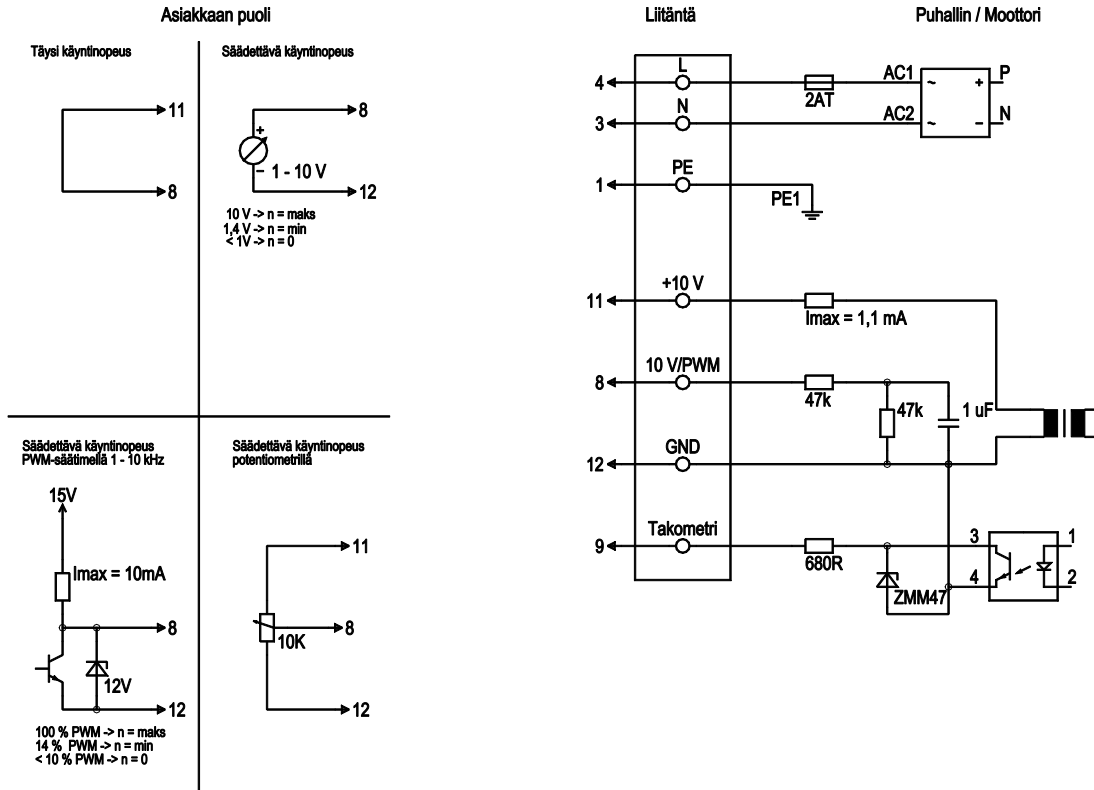 Asiakkaan puoli
Liitäntä
Puhallin / Moottori
Täysi käyntinopeus
11
8
Säädettävä käyntinopeus
8
+
–
1 - 10 V
12
10 V -> n = maks
1,4 V -> n = min
< 1V -> n = 0
Säädettävä käyntinopeus
PWM-säätimellä 1 - 10 kHz
15V
Imax = 10mA
8
12V
12
100 % PWM -> n = maks
14 % PWM -> n = min
< 10 % PWM -> n = 0
Säädettävä käyntinopeus
potentiometrillä
11
8
10K
12
4
L
2AT
AC1
~
+
P
3
N
AC2
~
–
N
1
PE
PE1
11
+10 V
Imax = 1,1 mA
8
10 V/PWM
47k
47k
1 uF
12
GND
9
Takometri
680R
ZMM47
3
4
1
2